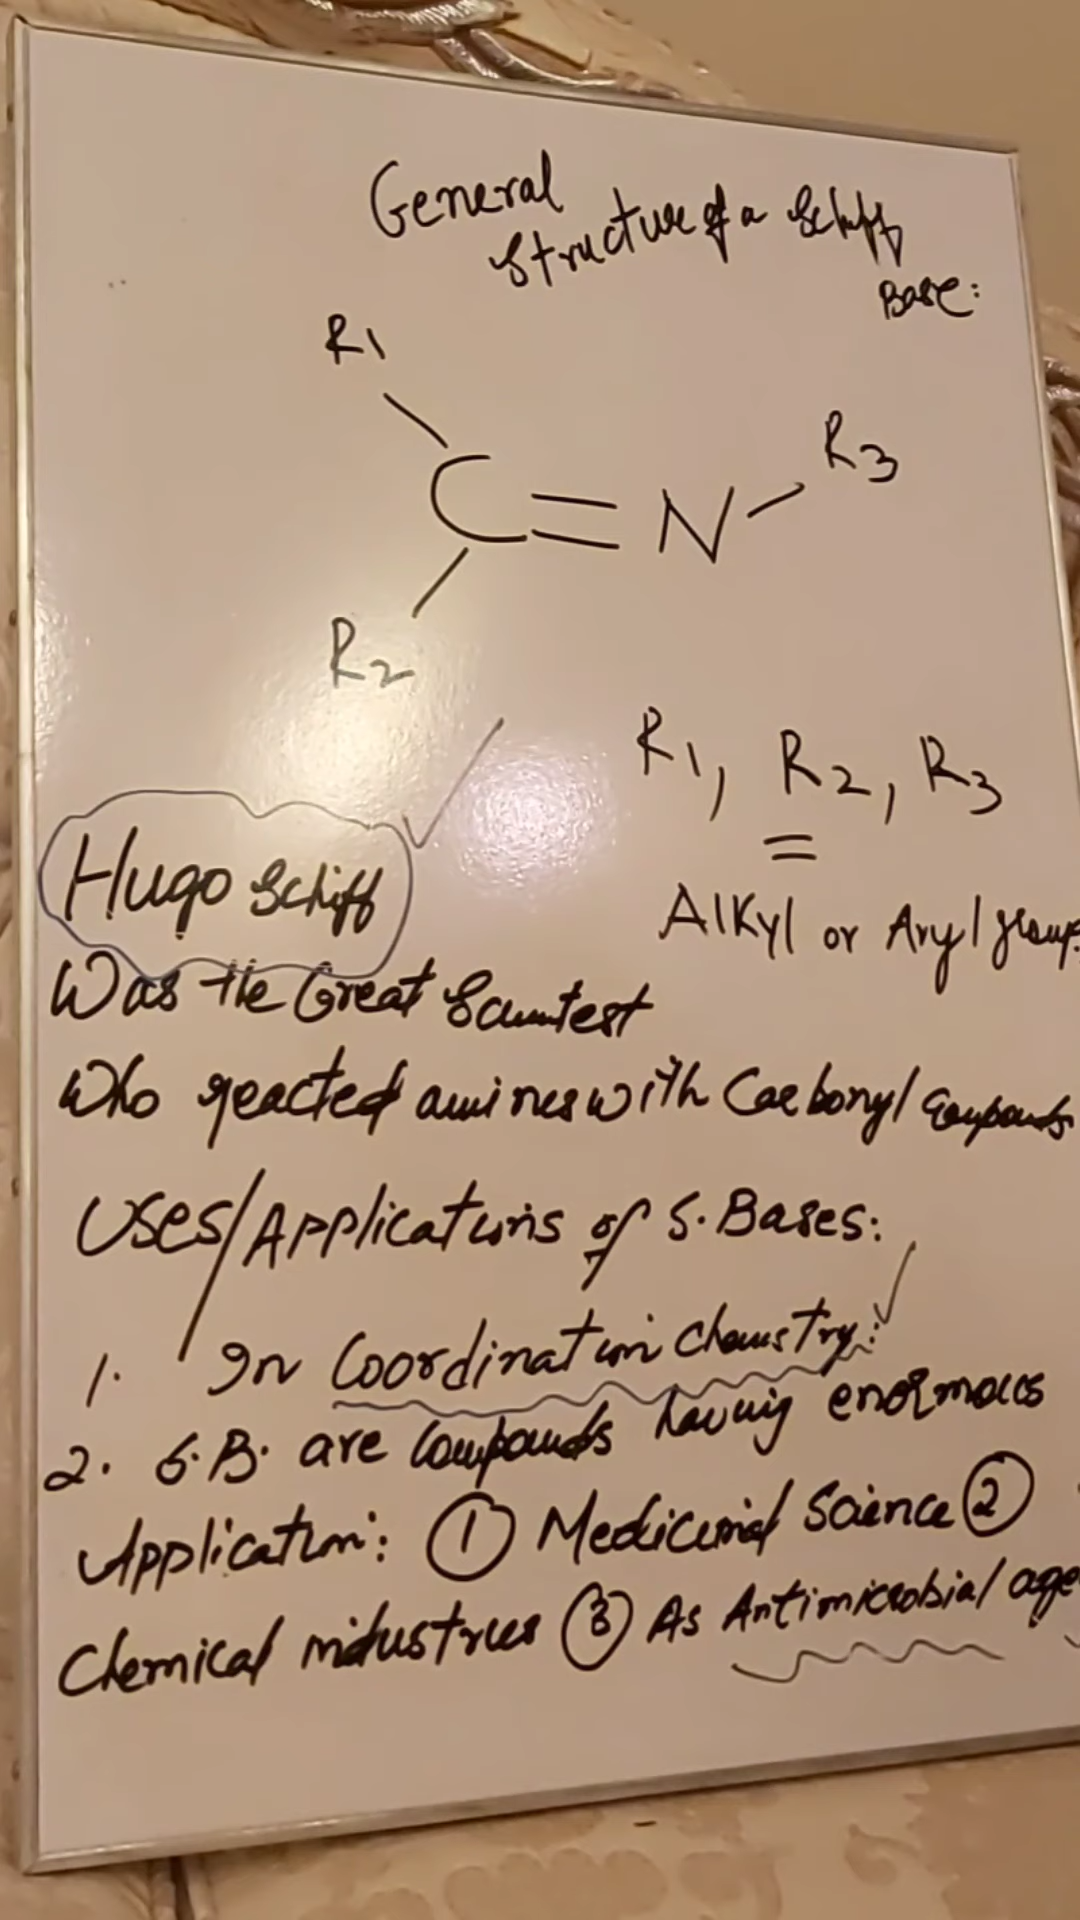 General
Structure of a Schiff
Base:
R1
C = N - R3
R2
R1, R2, R3
=
Alkyl or Aryl group
Hugo Schiff
Was the Great Scientest
Who reacted amines with Carbonyl Compounds
Uses/Applications of S. Bases:
1. In Coordination Chemistry:
2. S.B. are Compounds having enormous
Application: ① Medicinal Science ②
Chemical industries ③ As Antimicrobial age